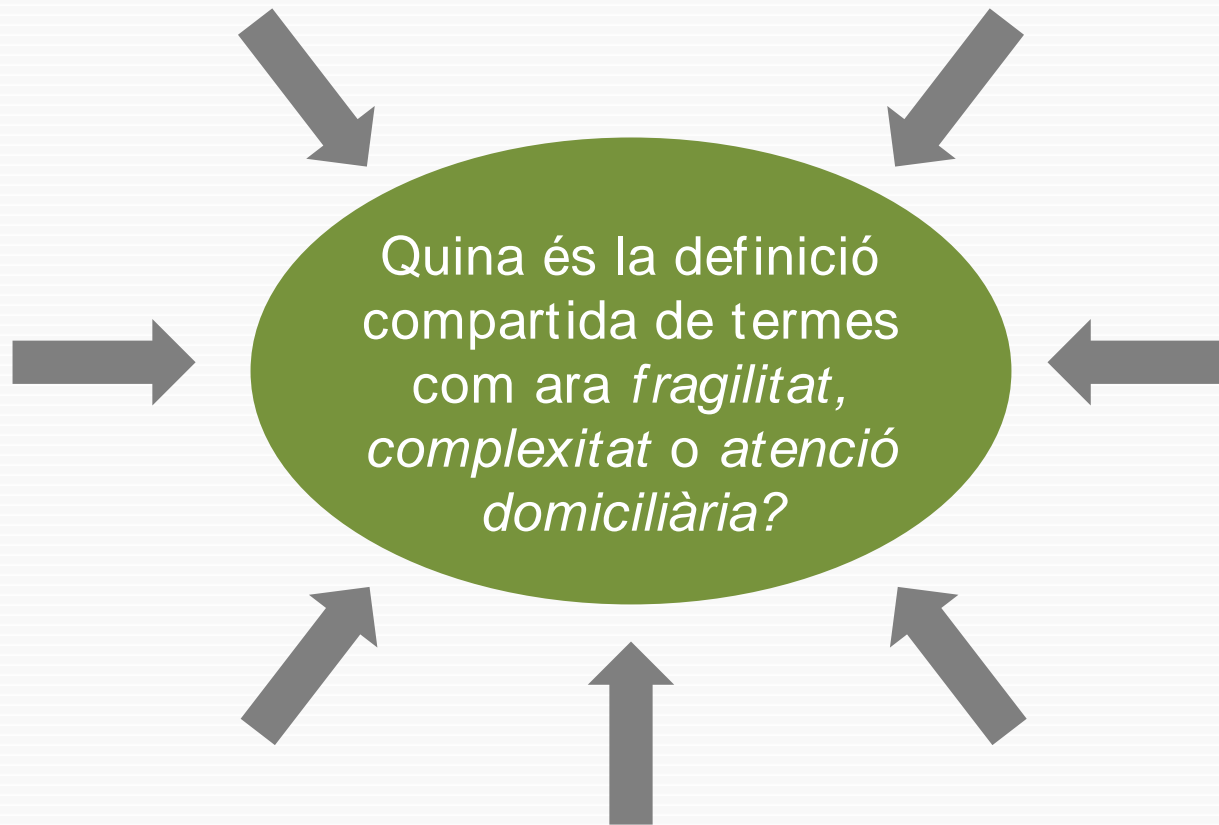 Quina és la definició
compartida de termes
com ara fragilitat,
complexitat o atenció
domiciliària?